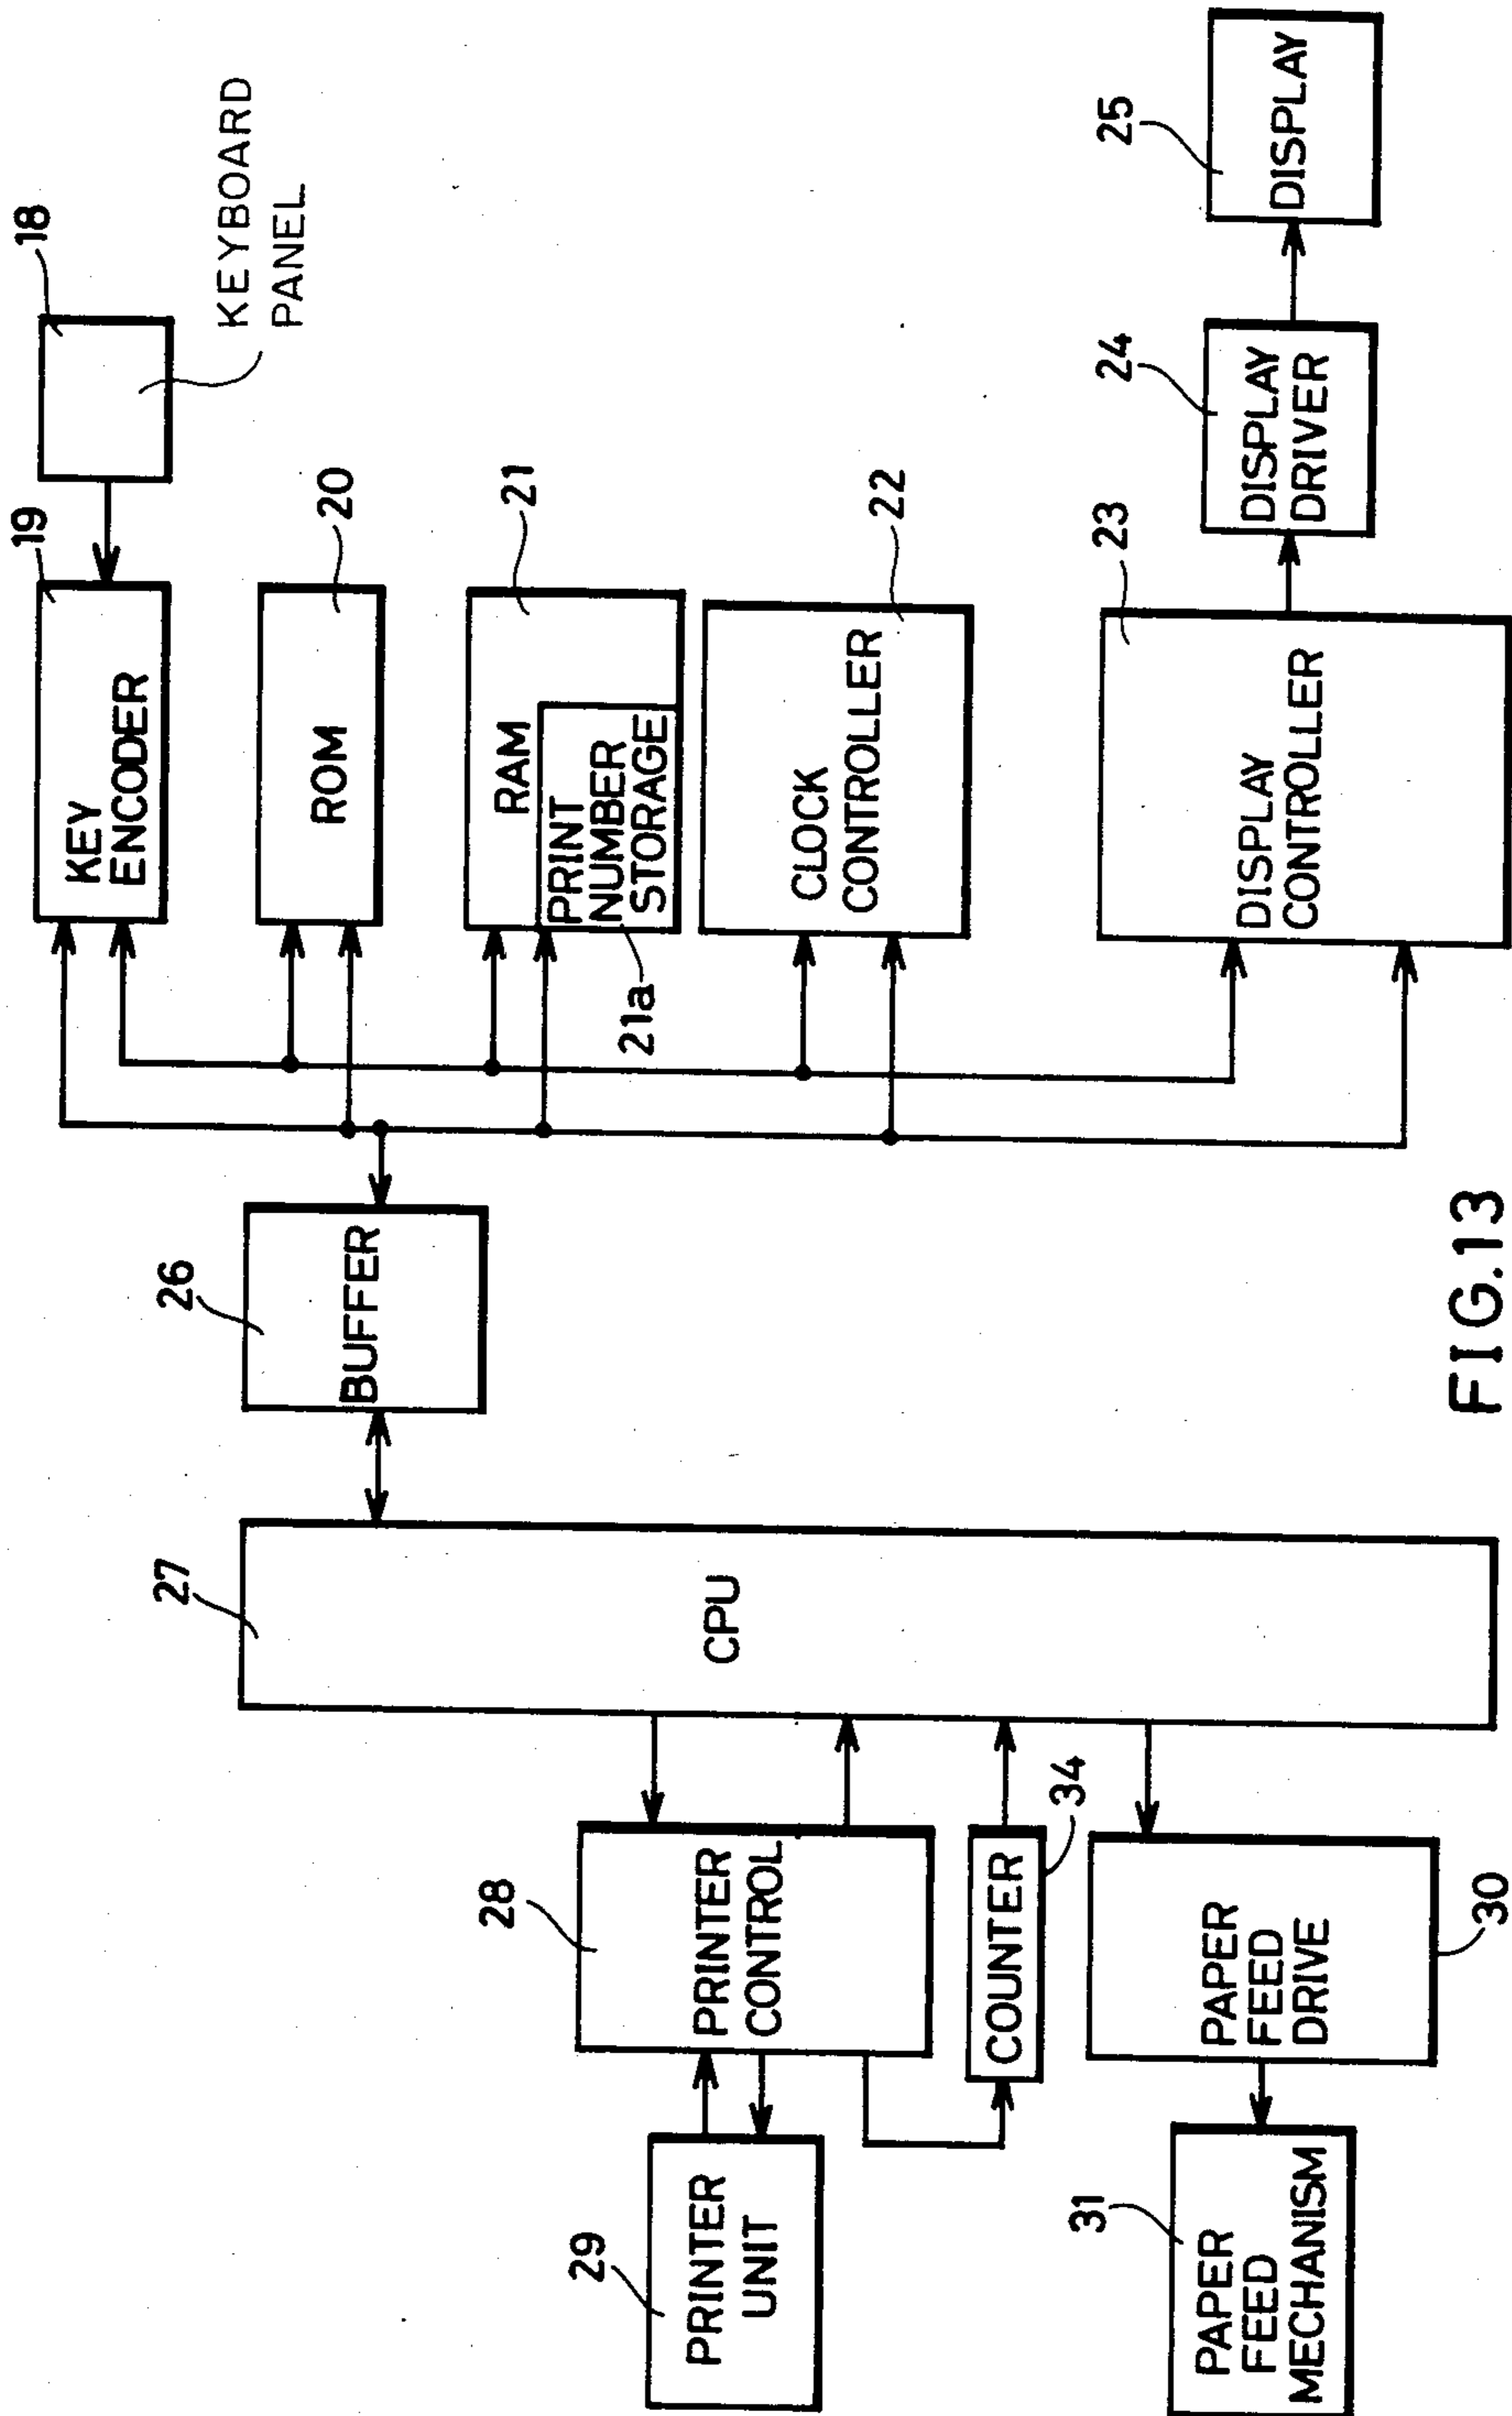 18
KEYBOARD
PANEL
19
KEY
ENCODER
20
ROM
21
RAM
PRINT
NUMBER
STORAGE
21a
22
CLOCK
CONTROLLER
23
DISPLAY
CONTROLLER
24
DISPLAY
DRIVER
25
DISPLAY
26
BUFFER
27
CPU
28
PRINTER
CONTROL
29
PRINTER
UNIT
34
COUNTER
30
PAPER
FEED
DRIVE
31
PAPER
FEED
MECHANISM
FIG.13